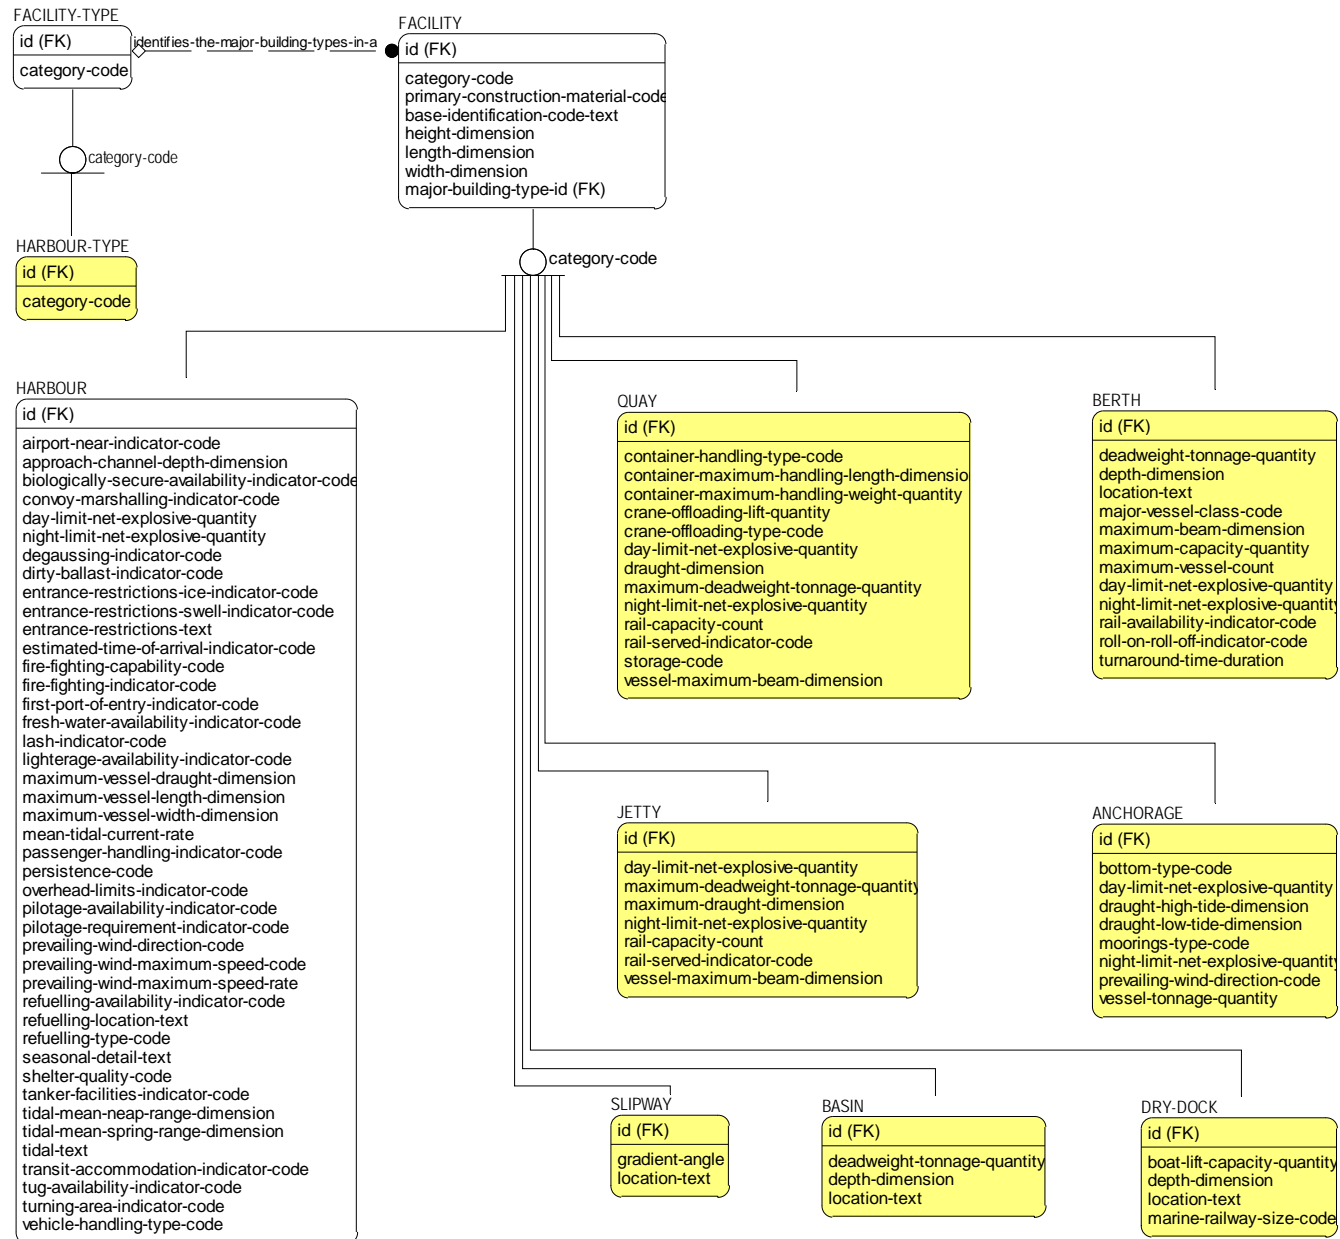 FACILITY-TYPE
id (FK)
category-code
identifies-the-major-building-types-in-a
FACILITY
id (FK)
category-code
primary-construction-material-code
base-identification-code-text
height-dimension
length-dimension
width-dimension
major-building-type-id (FK)
category-code
HARBOUR-TYPE
id (FK)
category-code
category-code
HARBOUR
id (FK)
airport-near-indicator-code
approach-channel-depth-dimension
biologically-secure-availability-indicator-code
convoy-marshalling-indicator-code
day-limit-net-explosive-quantity
night-limit-net-explosive-quantity
degaussing-indicator-code
dirty-ballast-indicator-code
entrance-restrictions-ice-indicator-code
entrance-restrictions-swell-indicator-code
entrance-restrictions-text
estimated-time-of-arrival-indicator-code
fire-fighting-capability-code
fire-fighting-indicator-code
first-port-of-entry-indicator-code
fresh-water-availability-indicator-code
lash-indicator-code
lighterage-availability-indicator-code
maximum-vessel-draught-dimension
maximum-vessel-length-dimension
maximum-vessel-width-dimension
mean-tidal-current-rate
passenger-handling-indicator-code
persistence-code
overhead-limits-indicator-code
pilotage-availability-indicator-code
pilotage-requirement-indicator-code
prevailing-wind-direction-code
prevailing-wind-maximum-speed-code
prevailing-wind-maximum-speed-rate
refuelling-availability-indicator-code
refuelling-location-text
refuelling-type-code
seasonal-detail-text
shelter-quality-code
tanker-facilities-indicator-code
tidal-mean-neap-range-dimension
tidal-mean-spring-range-dimension
tidal-text
transit-accommodation-indicator-code
tug-availability-indicator-code
turning-area-indicator-code
vehicle-handling-type-code
QUAY
id (FK)
container-handling-type-code
container-maximum-handling-length-dimensio
container-maximum-handling-weight-quantity
crane-offloading-lift-quantity
crane-offloading-type-code
day-limit-net-explosive-quantity
draught-dimension
maximum-deadweight-tonnage-quantity
night-limit-net-explosive-quantity
rail-capacity-count
rail-served-indicator-code
storage-code
vessel-maximum-beam-dimension
BERTH
id (FK)
deadweight-tonnage-quantity
depth-dimension
location-text
major-vessel-class-code
maximum-beam-dimension
maximum-capacity-quantity
maximum-vessel-count
day-limit-net-explosive-quantity
night-limit-net-explosive-quantity
rail-availability-indicator-code
roll-on-roll-off-indicator-code
turnaround-time-duration
JETTY
id (FK)
day-limit-net-explosive-quantity
maximum-deadweight-tonnage-quantity
maximum-draught-dimension
night-limit-net-explosive-quantity
rail-capacity-count
rail-served-indicator-code
vessel-maximum-beam-dimension
ANCHORAGE
id (FK)
bottom-type-code
day-limit-net-explosive-quantity
draught-high-tide-dimension
draught-low-tide-dimension
moorings-type-code
night-limit-net-explosive-quantity
prevailing-wind-direction-code
vessel-tonnage-quantity
SLIPWAY
id (FK)
gradient-angle
location-text
BASIN
id (FK)
deadweight-tonnage-quantity
depth-dimension
location-text
DRY-DOCK
id (FK)
boat-lift-capacity-quantity
depth-dimension
location-text
marine-railway-size-code